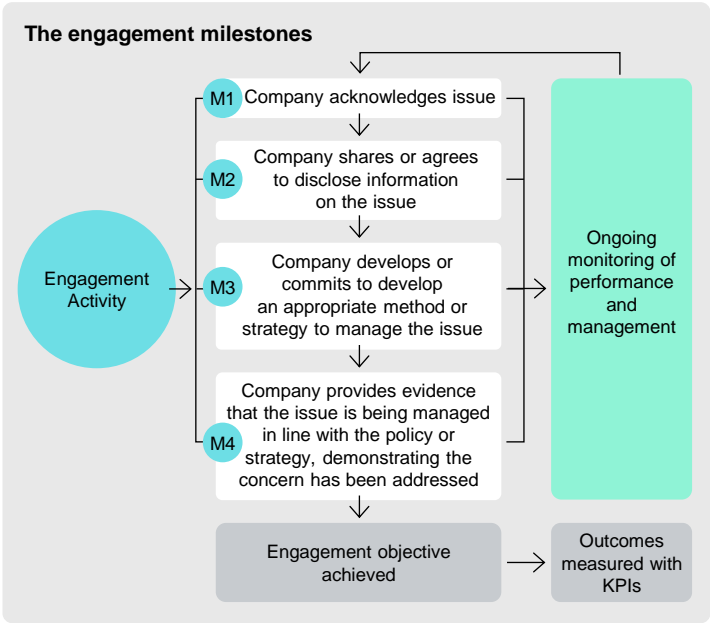 The engagement milestones
Engagement
Activity
M1
Company acknowledges issue
M2
Company shares or agrees
to disclose information
on the issue
M3
Company develops or
commits to develop
an appropriate method or
strategy to manage the issue
M4
Company provides evidence
that the issue is being managed
in line with the policy or
strategy, demonstrating the
concern has been addressed
Ongoing
monitoring of
performance
and
management
Engagement objective
achieved
Outcomes
measured with
KPIs